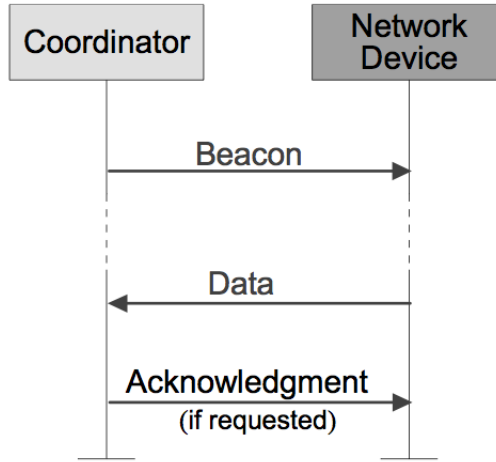 Coordinator
Network
Device
Beacon
Data
Acknowledgment
(if requested)